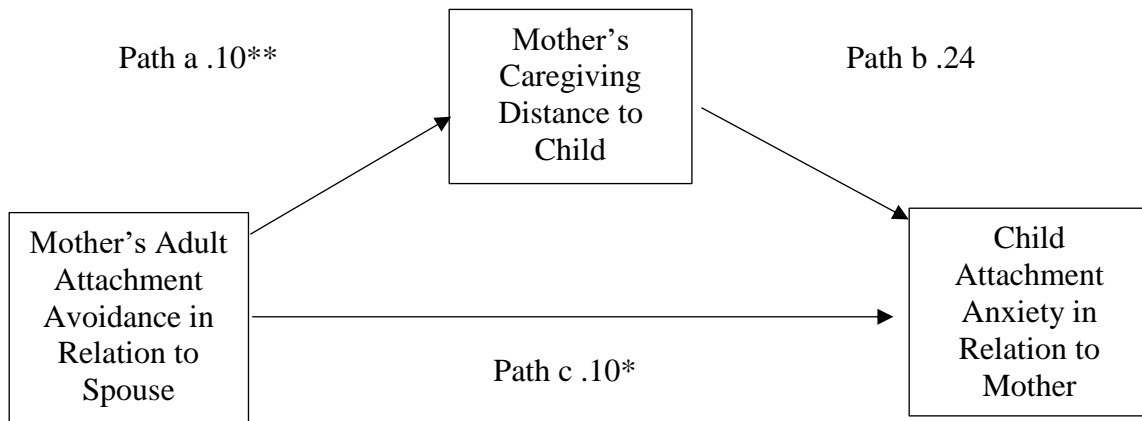 Path a .10**
Mother’s
Caregiving
Distance to
Child
Path b .24
Mother’s Adult
Attachment
Avoidance in
Relation to
Spouse
Path c .10*
Child
Attachment
Anxiety in
Relation to
Mother